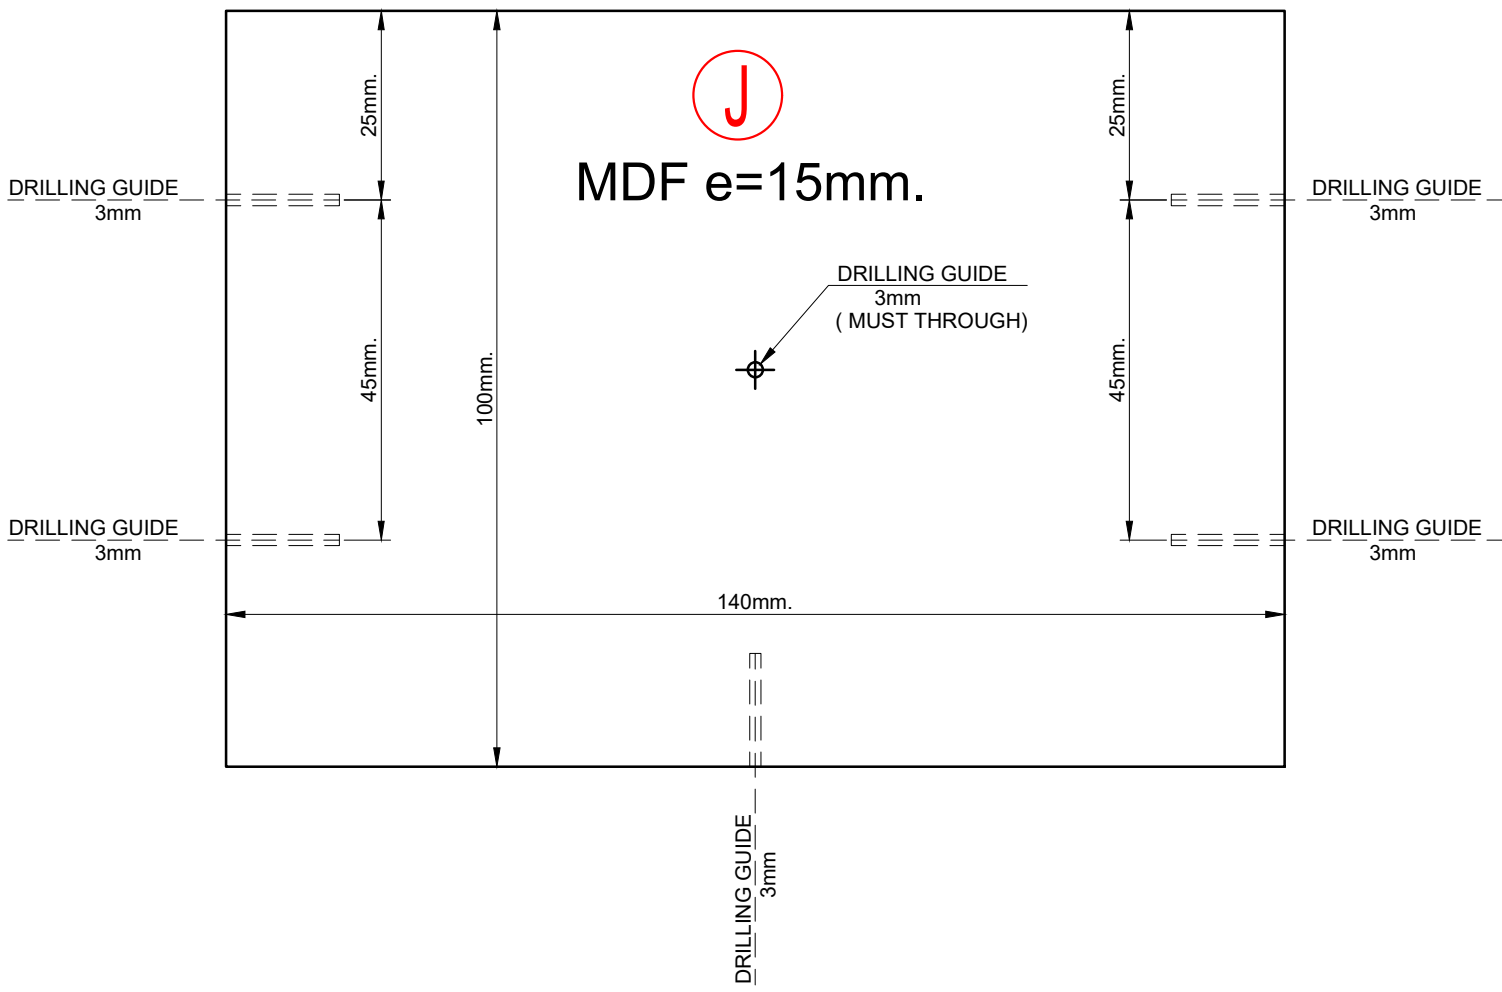 25mm.
25mm.
J
MDF e=15mm.
DRILLING GUIDE
3mm
DRILLING GUIDE
3mm
DRILLING GUIDE
3mm
( MUST THROUGH)
45mm.
100mm.
45mm.
DRILLING GUIDE
3mm
DRILLING GUIDE
3mm
140mm.
DRILLING GUIDE
3mm